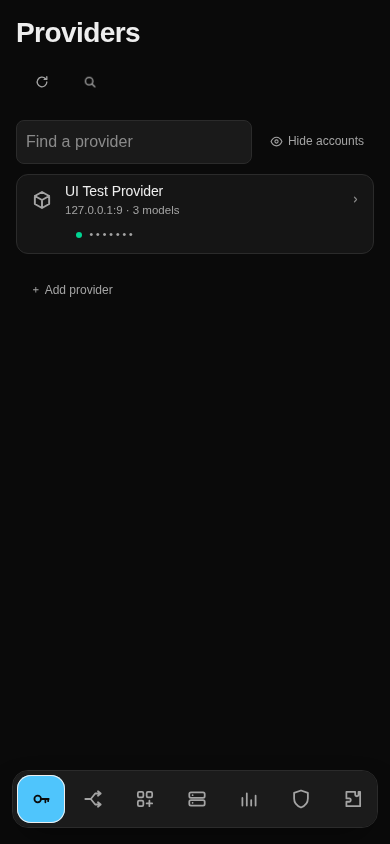 Providers
Find a provider
Hide accounts
UI Test Provider
127.0.0.1:9 · 3 models
•••••••
+ Add provider